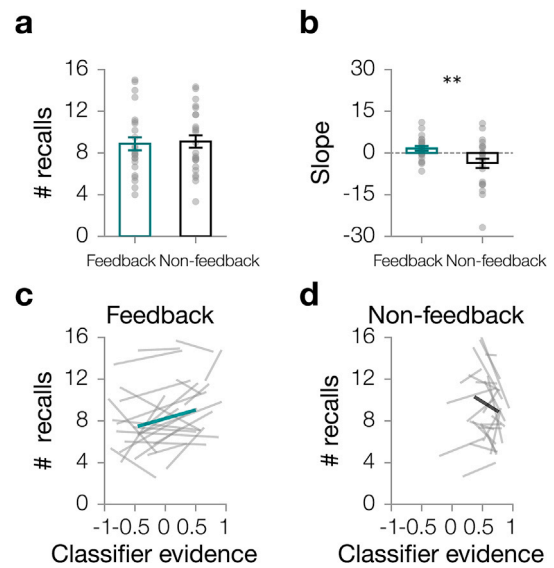 a
16
12
8
4
0
# recalls
Feedback Non-feedback
b
**
30
15
0
-15
-30
Slope
Feedback Non-feedback
c
Feedback
16
12
8
4
0
# recalls
-1 -0.5 0 0.5 1
Classifier evidence
d
Non-feedback
16
12
8
4
0
# recalls
-1 -0.5 0 0.5 1
Classifier evidence